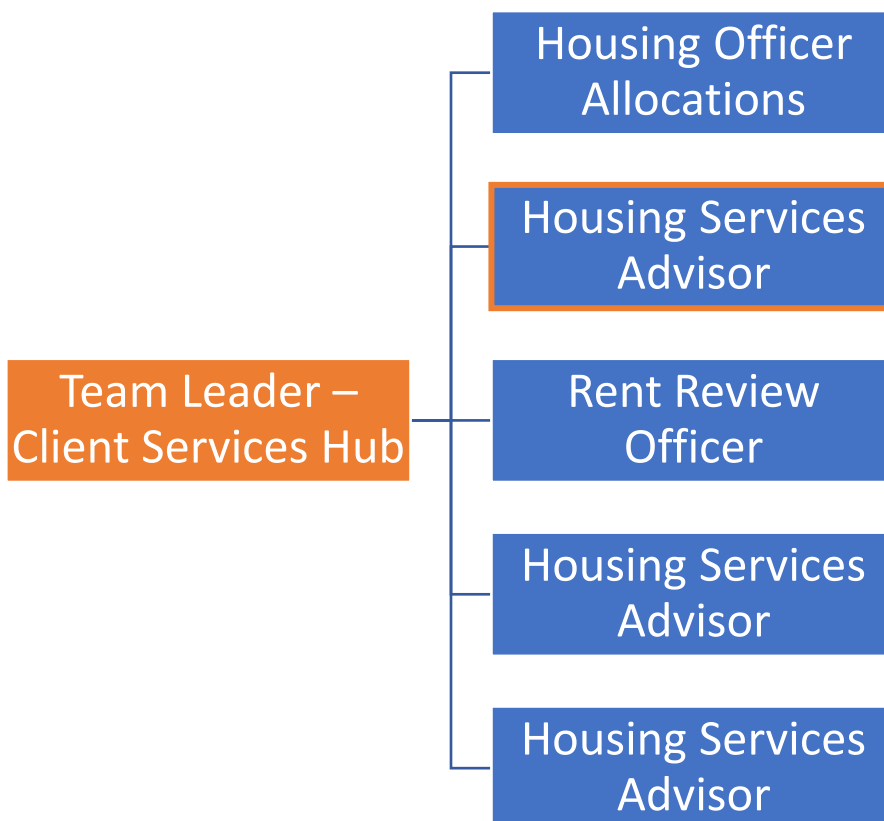 Housing Officer
Allocations
Housing Services
Advisor
Team Leader –
Client Services Hub
Rent Review
Officer
Housing Services
Advisor
Housing Services
Advisor